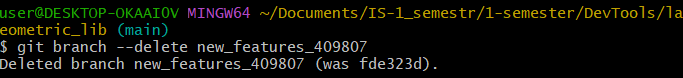 user@DESKTOP-OKAAI0V MINGW64 ~/Documents/IS-1_semestr/1-semester/DevTools/la
eometric_lib (main)
$ git branch --delete new_features_409807
Deleted branch new_features_409807 (was fde323d).